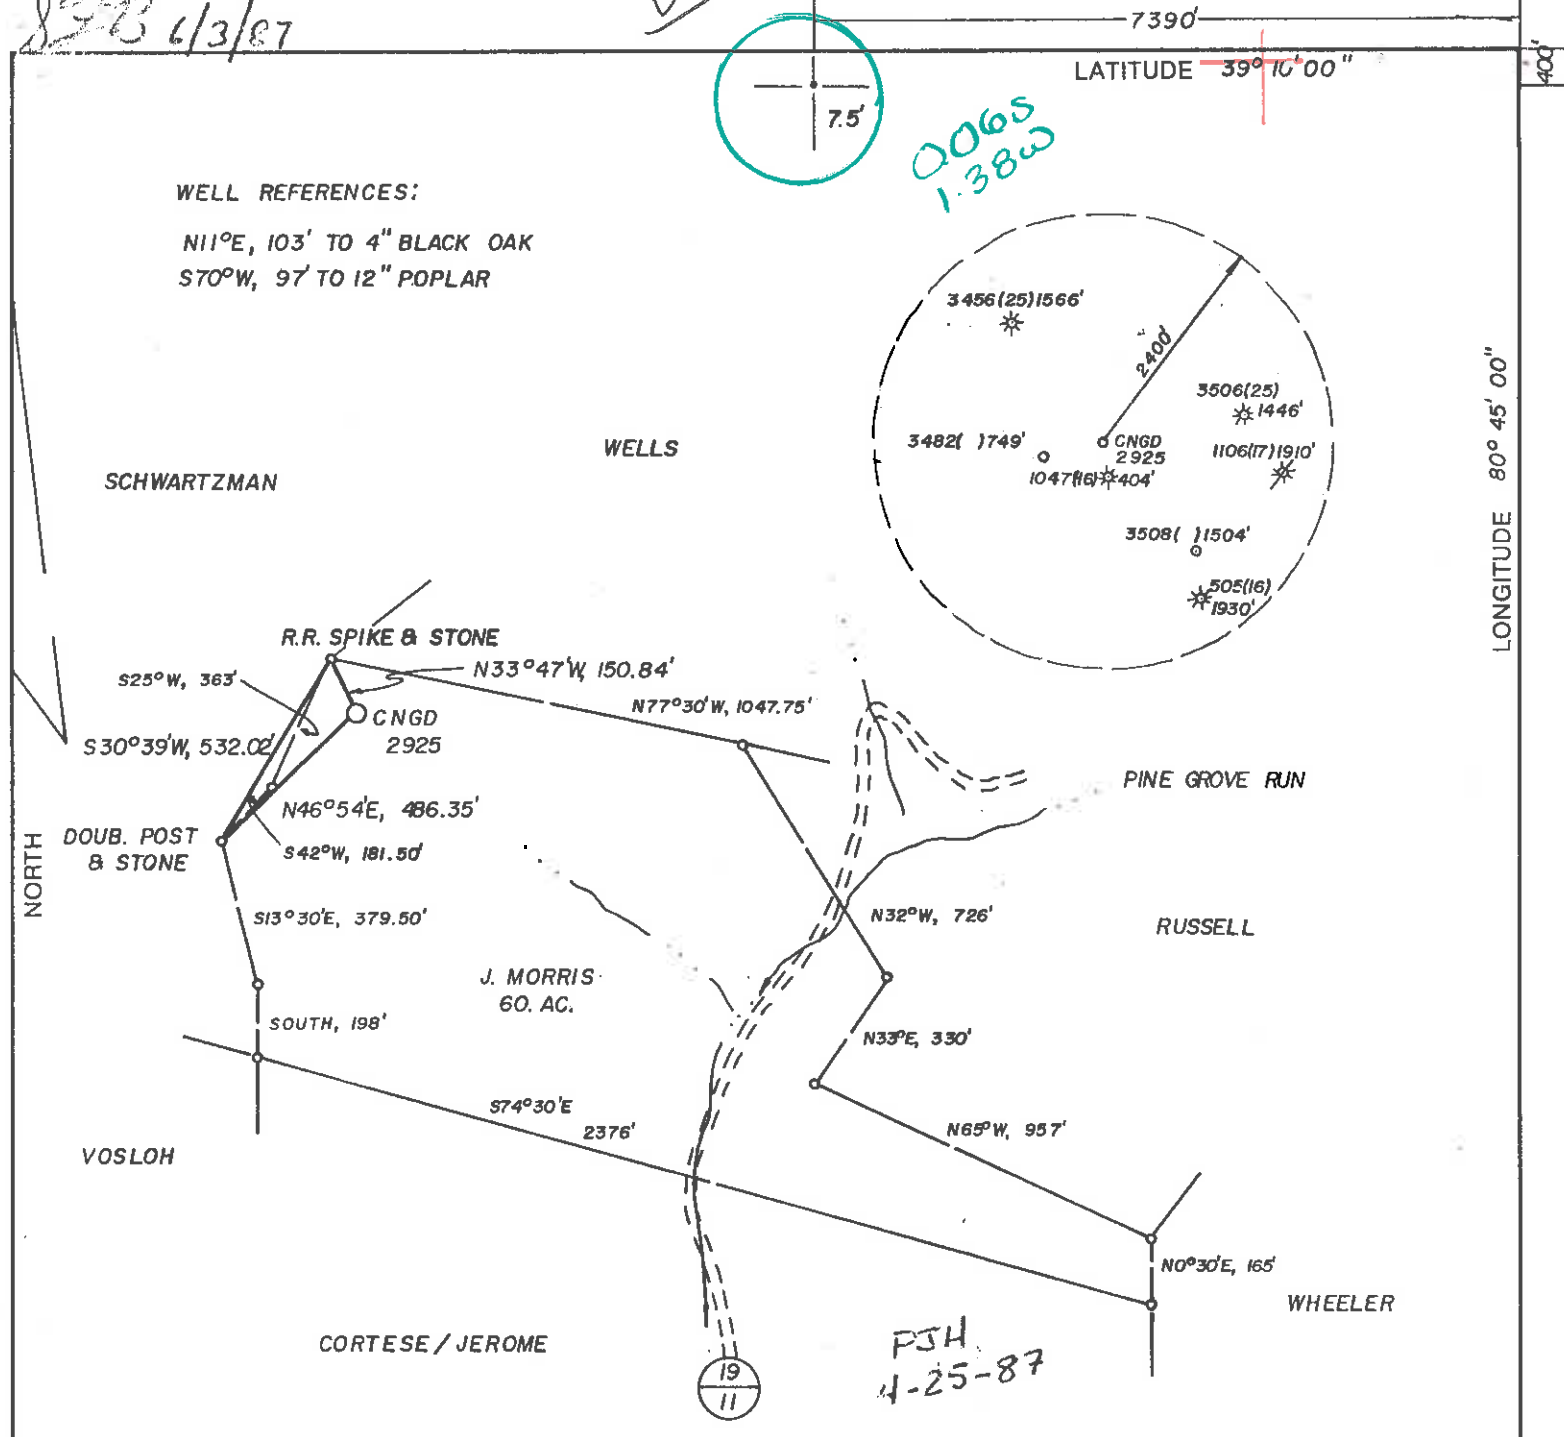 6/3/87
7390'
LATITUDE 39° 10' 00"
400'
7.5'
0.06S
1.38W
WELL REFERENCES:
N11°E, 103' TO 4" BLACK OAK
S70°W, 97' TO 12" POPLAR
3456(25)1566'
2400'
3506(25)
1446'
3482( )749'
CNGD
2925
1106(17)1910'
1047(16) 404'
3508( )1504'
505(16)
1930'
LONGITUDE 80° 45' 00"
WELLS
SCHWARTZMAN
R.R. SPIKE & STONE
N33°47'W, 150.84'
S25°W, 363'
N77°30'W, 1047.75'
CNGD
2925
S30°39'W, 532.02'
PINE GROVE RUN
N46°54'E, 486.35'
DOUB. POST
& STONE
S42°W, 181.50'
NORTH
S13°30'E, 379.50'
N32°W, 726'
RUSSELL
J. MORRIS
60. AC.
SOUTH, 198'
N33°E, 330'
S74°30'E
2376'
N65°W, 957'
VOSLOH
N0°30'E, 165'
WHEELER
CORTESE / JEROME
PJH
4-25-87
19
11